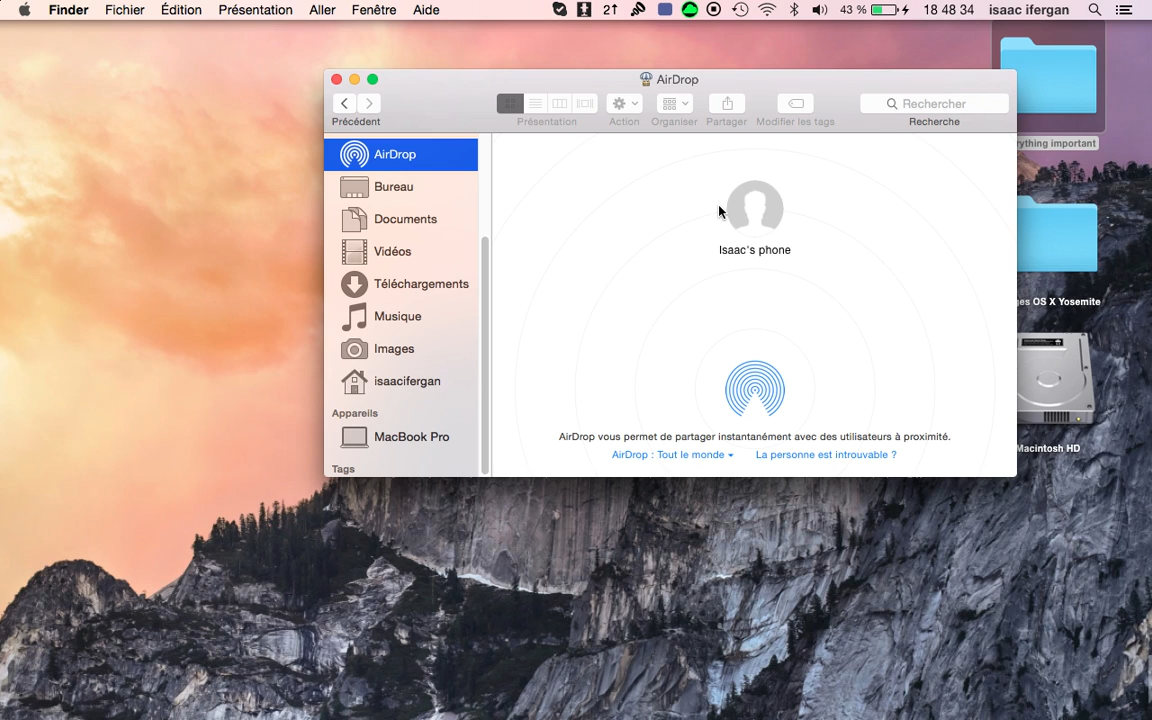 Finder Fichier Édition Présentation Aller Fenêtre Aide 43 % 18 48 34 isaac ifergan
AirDrop
Rechercher
Précédent Présentation Action Organiser Partager Modifier les tags Recherche
AirDrop
Bureau
Documents
Vidéos
Téléchargements
Musique
Images
isaacifergan
Appareils
MacBook Pro
Tags
Isaac's phone
AirDrop vous permet de partager instantanément avec des utilisateurs à proximité.
AirDrop : Tout le monde La personne est introuvable ?
important
OS X Yosemite
Macintosh HD